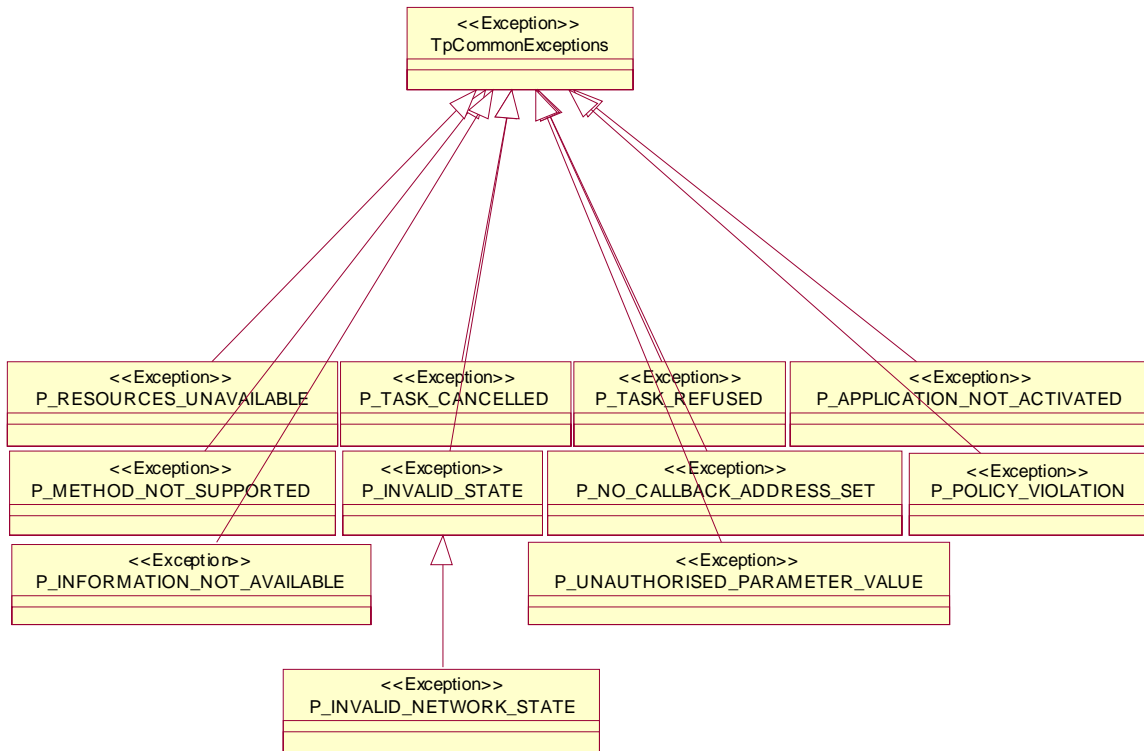 <<Exception>>
TpCommonExceptions
<<Exception>>
P_RESOURCES_UNAVAILABLE
<<Exception>>
P_TASK_CANCELLED
<<Exception>>
P_TASK_REFUSED
<<Exception>>
P_APPLICATION_NOT_ACTIVATED
<<Exception>>
P_METHOD_NOT_SUPPORTED
<<Exception>>
P_INVALID_STATE
<<Exception>>
P_NO_CALLBACK_ADDRESS_SET
<<Exception>>
P_POLICY_VIOLATION
<<Exception>>
P_INFORMATION_NOT_AVAILABLE
<<Exception>>
P_UNAUTHORISED_PARAMETER_VALUE
<<Exception>>
P_INVALID_NETWORK_STATE